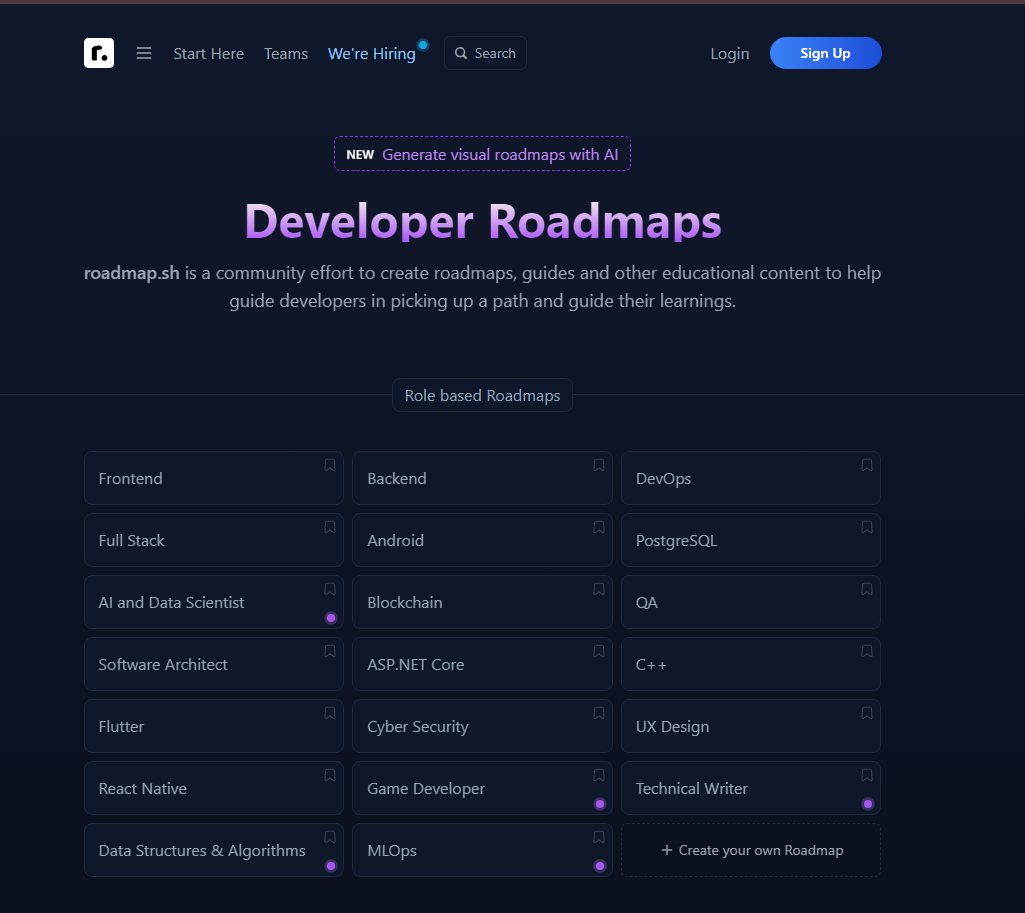 r.
Start Here Teams We're Hiring Search Login Sign Up
NEW Generate visual roadmaps with AI
Developer Roadmaps
roadmap.sh is a community effort to create roadmaps, guides and other educational content to help
guide developers in picking up a path and guide their learnings.
Role based Roadmaps
Frontend Backend DevOps
Full Stack Android PostgreSQL
AI and Data Scientist Blockchain QA
Software Architect ASP.NET Core C++
Flutter Cyber Security UX Design
React Native Game Developer Technical Writer
Data Structures & Algorithms MLOps + Create your own Roadmap